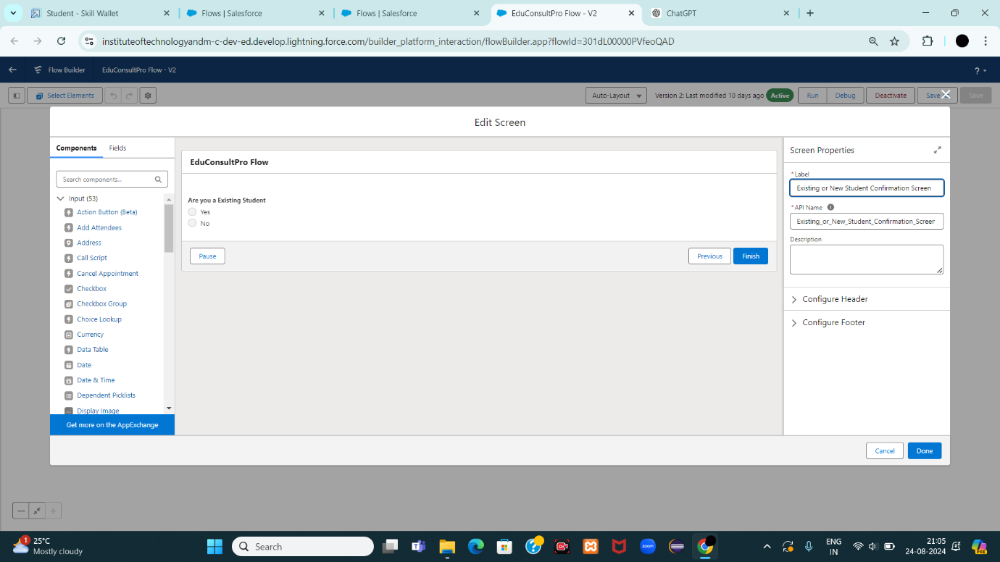 Student - Skill Wallet
Flows | Salesforce
Flows | Salesforce
EduConsultPro Flow - V2
ChatGPT
instituteoftechnologyandm-c-dev-ed.develop.lightning.force.com/builder_platform_interaction/flowBuilder.app?flowId=301dL00000PVfeoQAD
Flow Builder
EduConsultPro Flow - V2
?
Select Elements
Auto-Layout
Version 2: Last modified 10 days ago
Active
Run
Debug
Deactivate
Save
Save
Edit Screen
Components
Fields
Search components...
Input (53)
Action Button (Beta)
Add Attendees
Address
Call Script
Cancel Appointment
Checkbox
Checkbox Group
Choice Lookup
Currency
Data Table
Date
Date & Time
Dependent Picklists
Display Image
Get more on the AppExchange
EduConsultPro Flow
Are you a Existing Student
Yes
No
Pause
Previous
Finish
Screen Properties
* Label
Existing or New Student Confirmation Screen
* API Name
Existing_or_New_Student_Confirmation_Screen
Description
Configure Header
Configure Footer
Cancel
Done
1
25°C
Mostly cloudy
Search
zoom
ENG
IN
21:05
24-08-2024
PRE